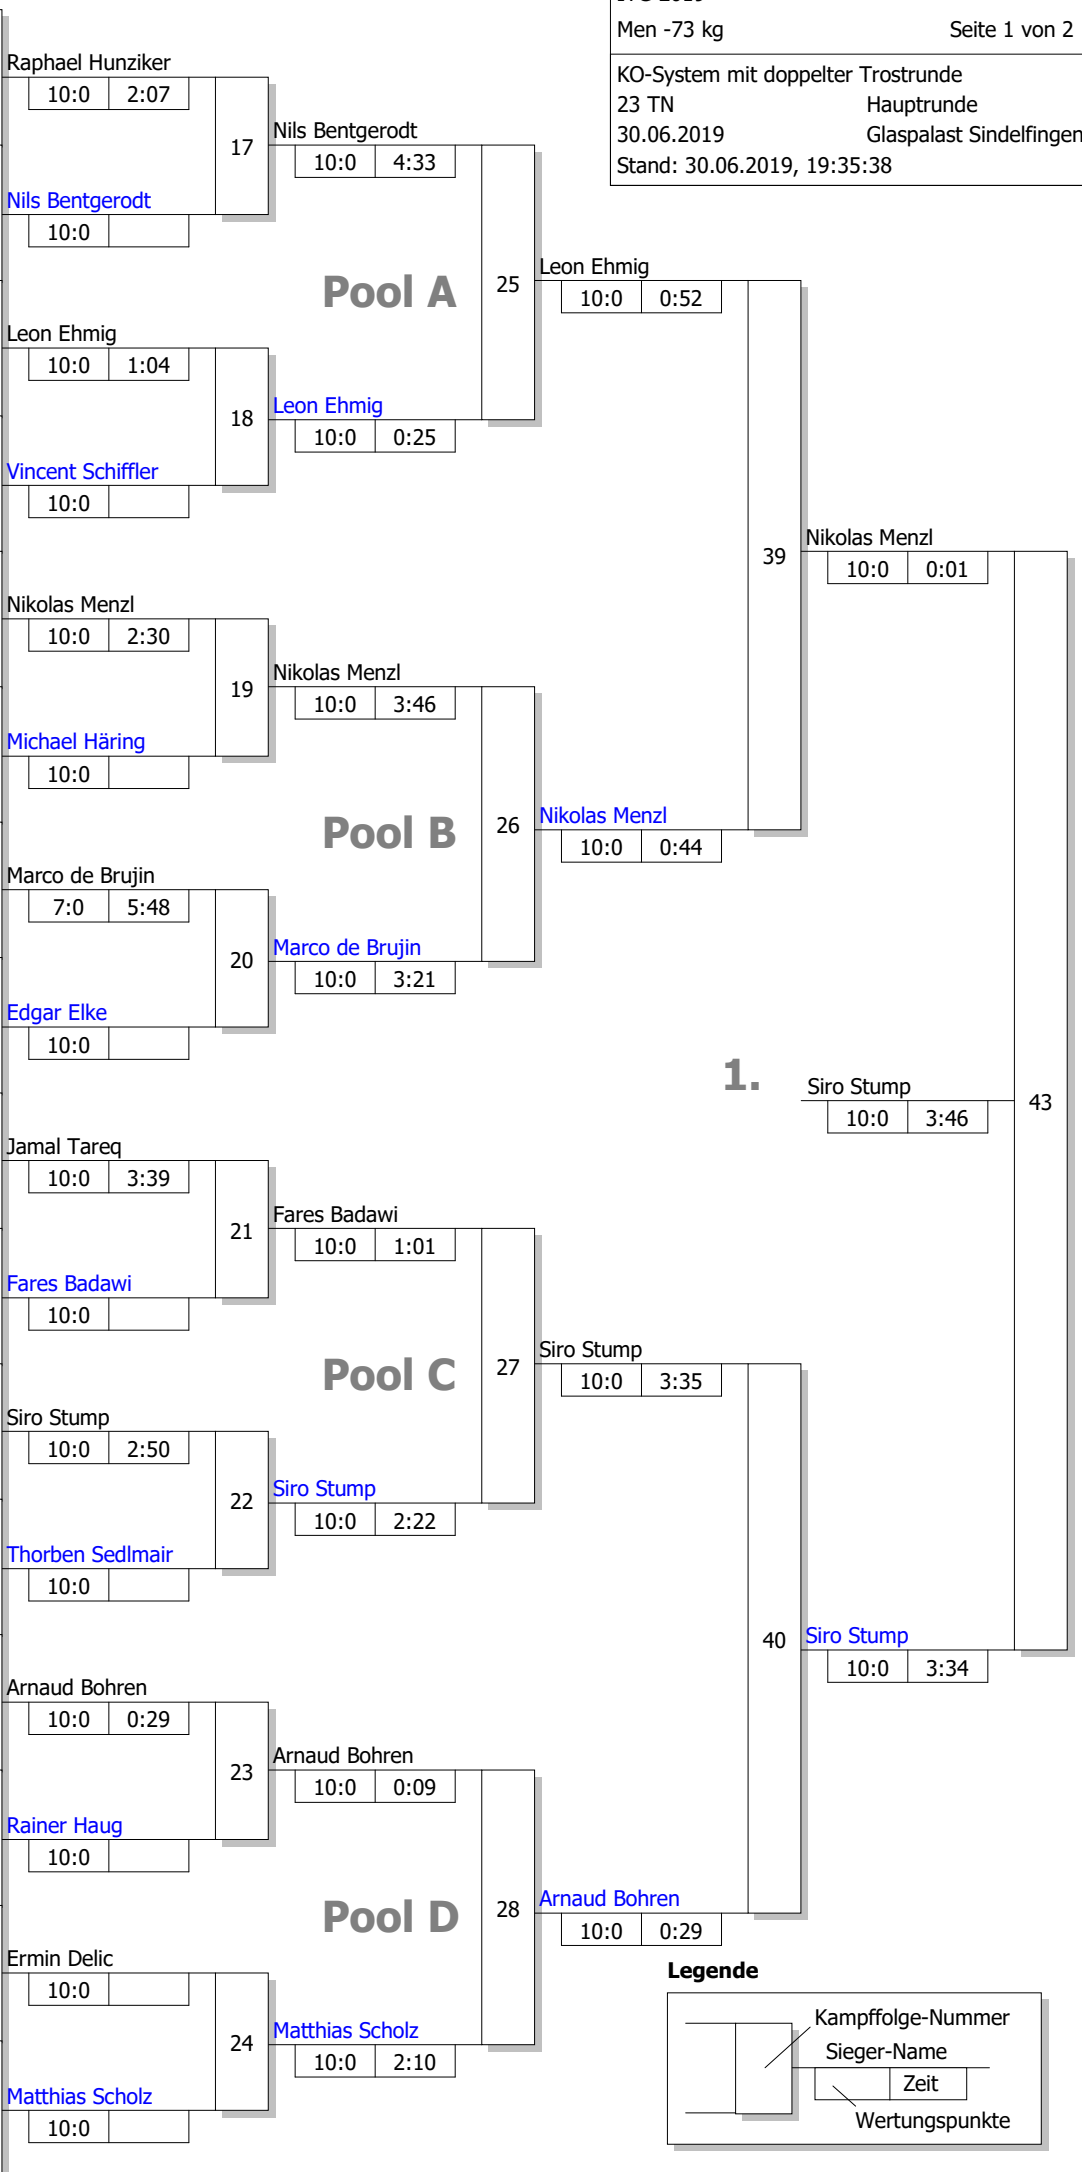 Men -73 kg Seite 1 von 2
KO-System mit doppelter Trostrunde
23 TN Hauptrunde
30.06.2019 Glaspalast Sindelfingen
Stand: 30.06.2019, 19:35:38
Raphael Hunziker
10:0 2:07
17
Nils Bentgerodt
10:0 4:33
Nils Bentgerodt
10:0
Pool A
25
Leon Ehmig
10:0 0:52
Leon Ehmig
10:0 1:04
18
Leon Ehmig
10:0 0:25
Vincent Schiffler
10:0
39
Nikolas Menzl
10:0 0:01
Nikolas Menzl
10:0 2:30
19
Nikolas Menzl
10:0 3:46
Michael Häring
10:0
Pool B
26
Nikolas Menzl
10:0 0:44
Marco de Brujin
7:0 5:48
20
Marco de Brujin
10:0 3:21
Edgar Elke
10:0
1.
Siro Stump
10:0 3:46
43
Jamal Tareq
10:0 3:39
21
Fares Badawi
10:0 1:01
Fares Badawi
10:0
Pool C
27
Siro Stump
10:0 3:35
Siro Stump
10:0 2:50
22
Siro Stump
10:0 2:22
Thorben Sedlmair
10:0
40
Siro Stump
10:0 3:34
Arnaud Bohren
10:0 0:29
23
Arnaud Bohren
10:0 0:09
Rainer Haug
10:0
Pool D
28
Arnaud Bohren
10:0 0:29
Ermin Delic
10:0
24
Matthias Scholz
10:0 2:10
Matthias Scholz
10:0
Legende
Kampffolge-Nummer
Sieger-Name
Zeit
Wertungspunkte